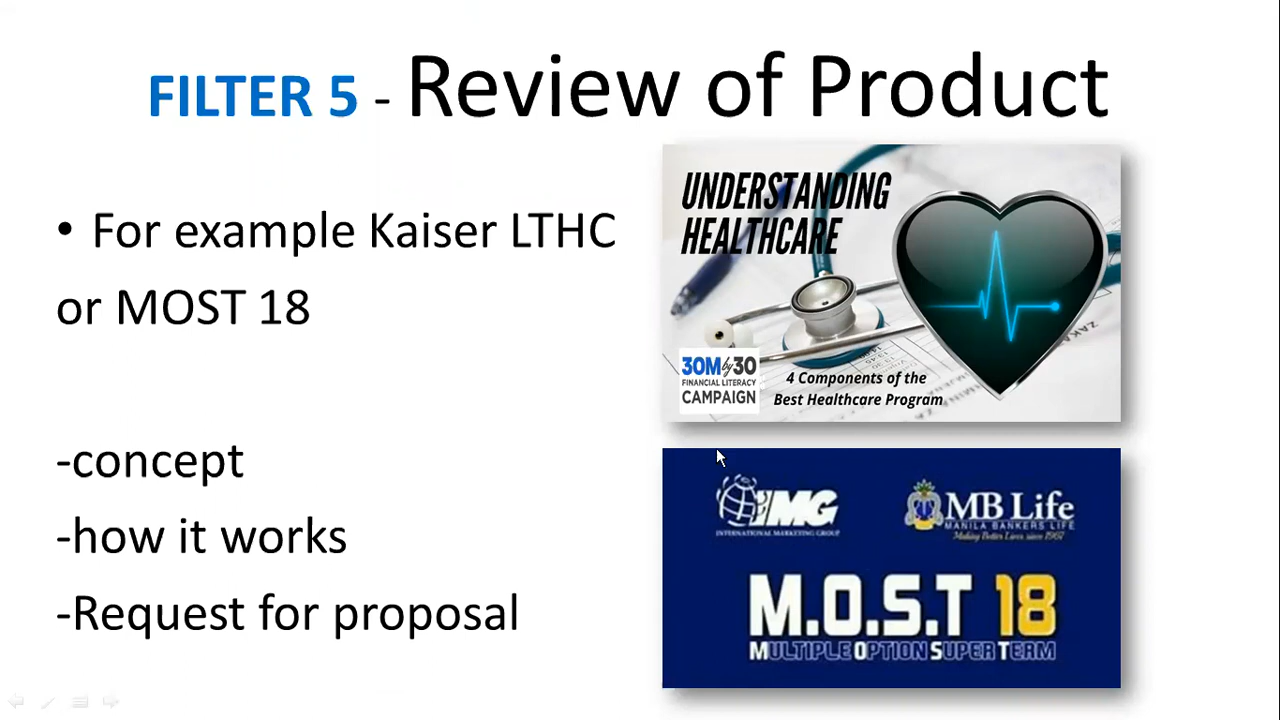 FILTER 5 - Review of Product
• For example Kaiser LTHC
or MOST 18
-concept
-how it works
-Request for proposal
UNDERSTANDING
HEALTHCARE
30M by 30
FINANCIAL LITERACY
CAMPAIGN
4 Components of the
Best Healthcare Program
IMG
INTERNATIONAL MARKETING GROUP
MB Life
MANILA BANKERS LIFE
Making Better Lives since 1967
M.O.S.T 18
MULTIPLE OPTION SUPER TERM